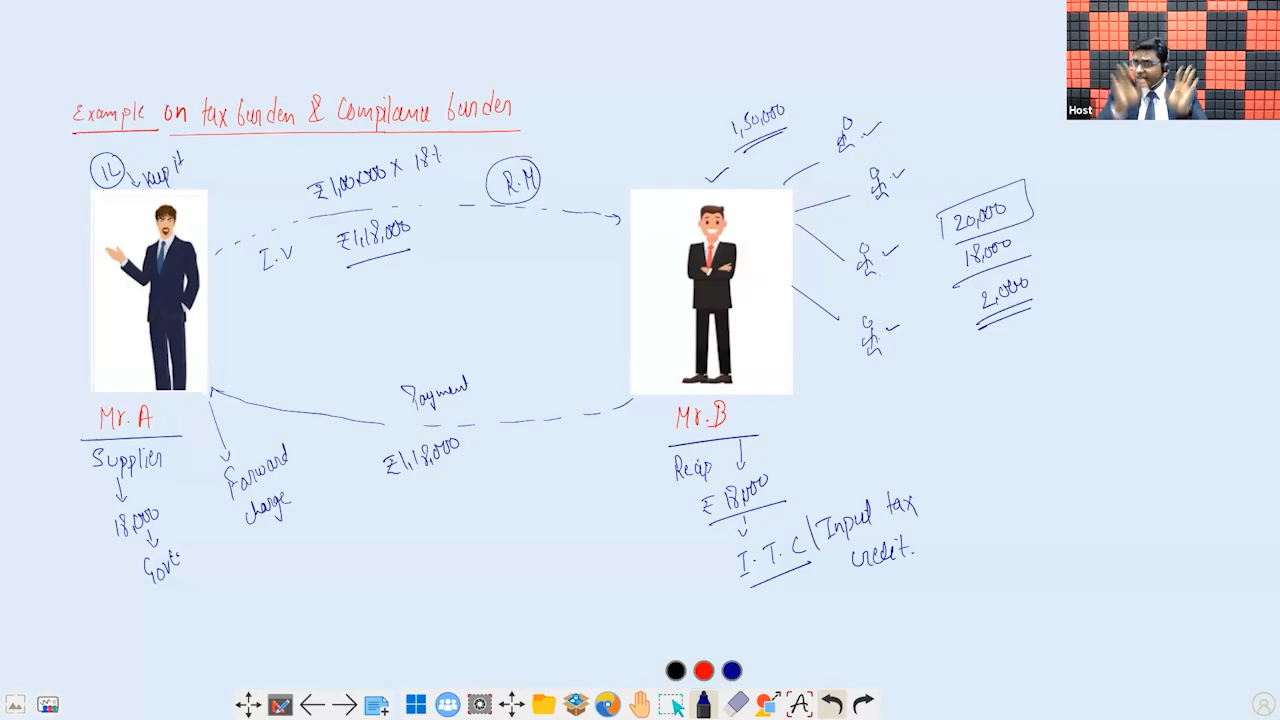 Host
Example on tax burden & Compliance burden
1L
keep it
₹1,00,000 X 18%
R.M
I.V
₹1,18,000
1,50,000
20,000
18,000
2,000
Payment
₹1,18,000
Mr. A
Supplier
18,000
Govt.
Forward
charge
Mr. B
Recip
₹ 18,000
I. T. C / Input tax
credit.